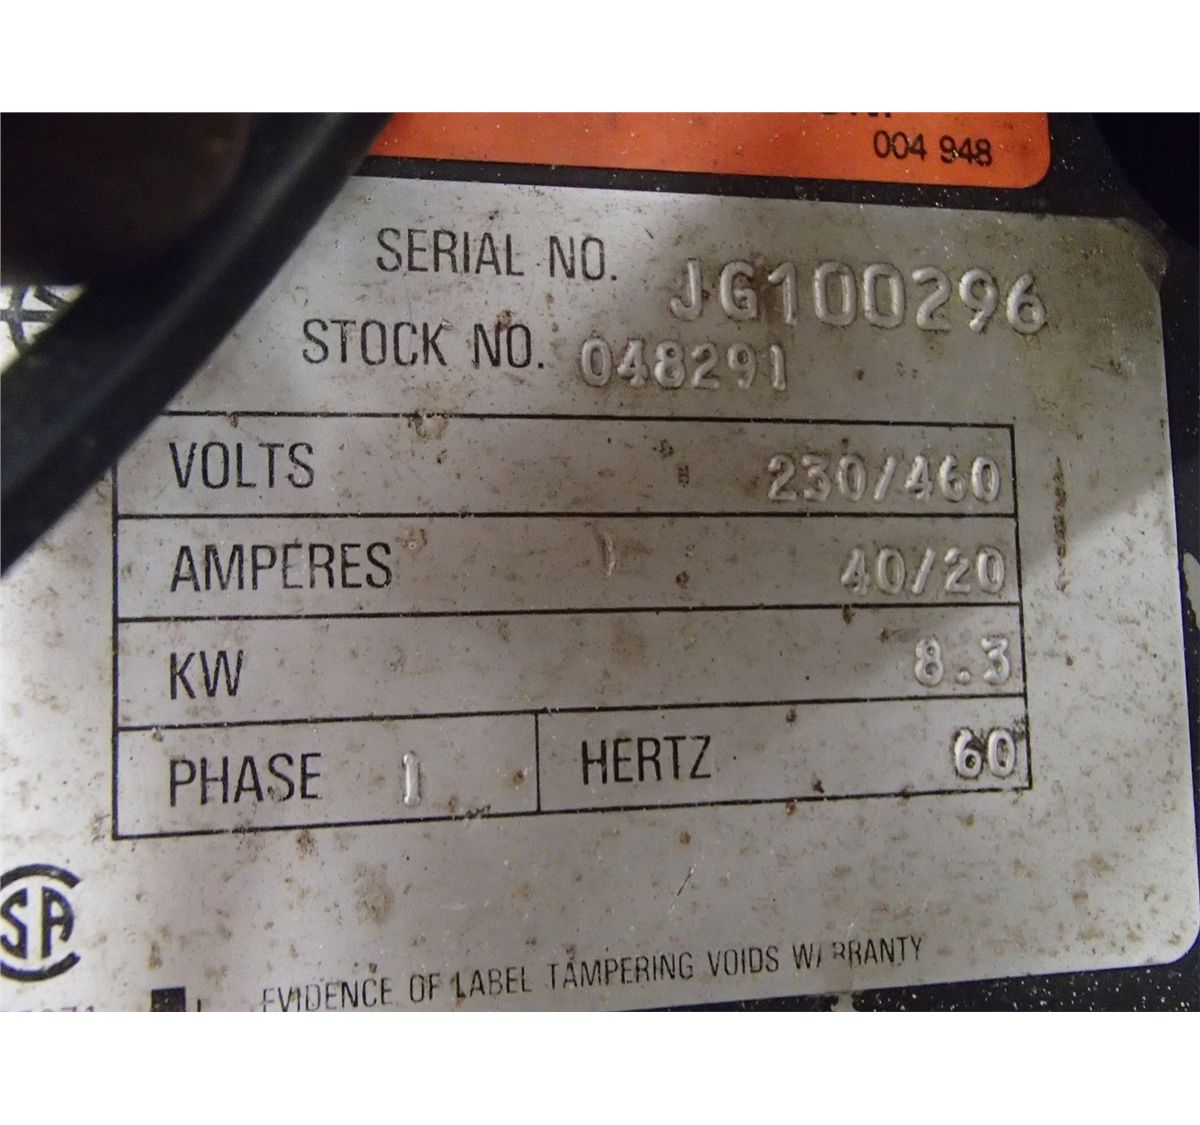 004 948
SERIAL NO. JG100296
STOCK NO. 048291
VOLTS 230/460
AMPERES 40/20
KW 8.3
PHASE 1 HERTZ 60
SA
EVIDENCE OF LABEL TAMPERING VOIDS